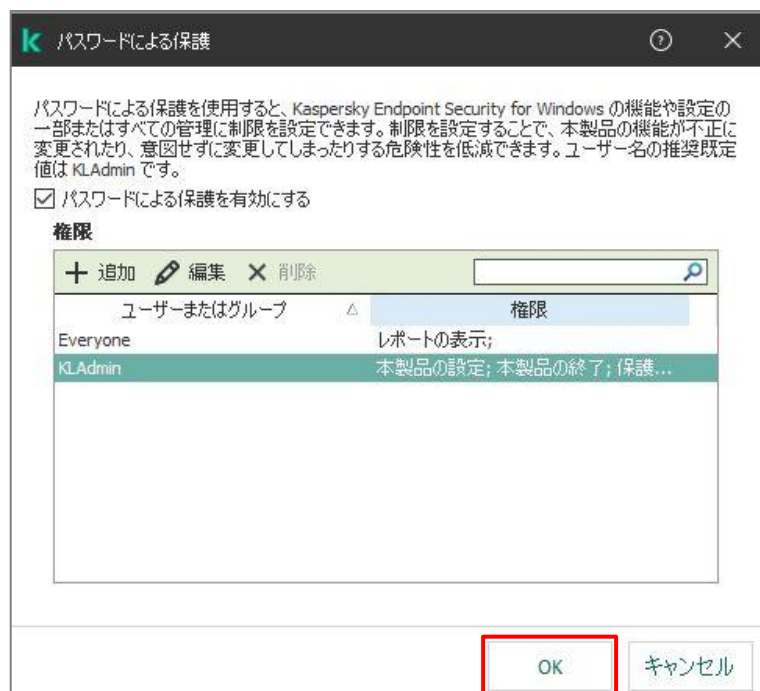 パスワードによる保護
パスワードによる保護を使用すると、Kaspersky Endpoint Security for Windows の機能や設定の
一部またはすべての管理に制限を設定できます。制限を設定することで、本製品の機能が不正に
変更されたり、意図せずに変更してしまったりする危険性を低減できます。ユーザー名の推奨既定
値は KLAdmin です。
パスワードによる保護を有効にする
権限
追加 編集 削除
ユーザーまたはグループ 権限
Everyone レポートの表示;
KLAdmin 本製品の設定; 本製品の終了; 保護...
OK キャンセル